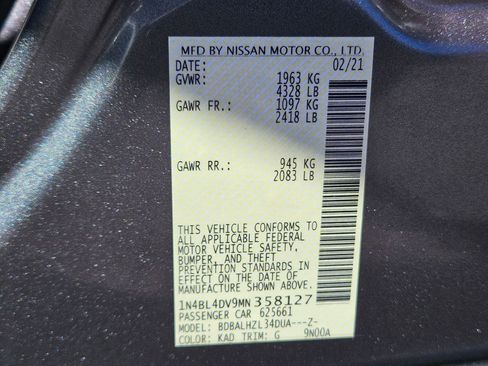 MFD BY NISSAN MOTOR CO., LTD.
DATE: 02/21
GVWR: 1963 KG
4328 LB
GAWR FR.: 1097 KG
2418 LB
GAWR RR.: 945 KG
2083 LB
THIS VEHICLE CONFORMS TO
ALL APPLICABLE FEDERAL
MOTOR VEHICLE SAFETY,
BUMPER, AND THEFT
PREVENTION STANDARDS IN
EFFECT ON THE DATE OF
MANUFACTURE SHOWN ABOVE.
1N4BL4DV9MN358127
PASSENGER CAR 625661
MODEL: BDBALHZL34DUA---Z-
COLOR: KAD TRIM: G 9N00A